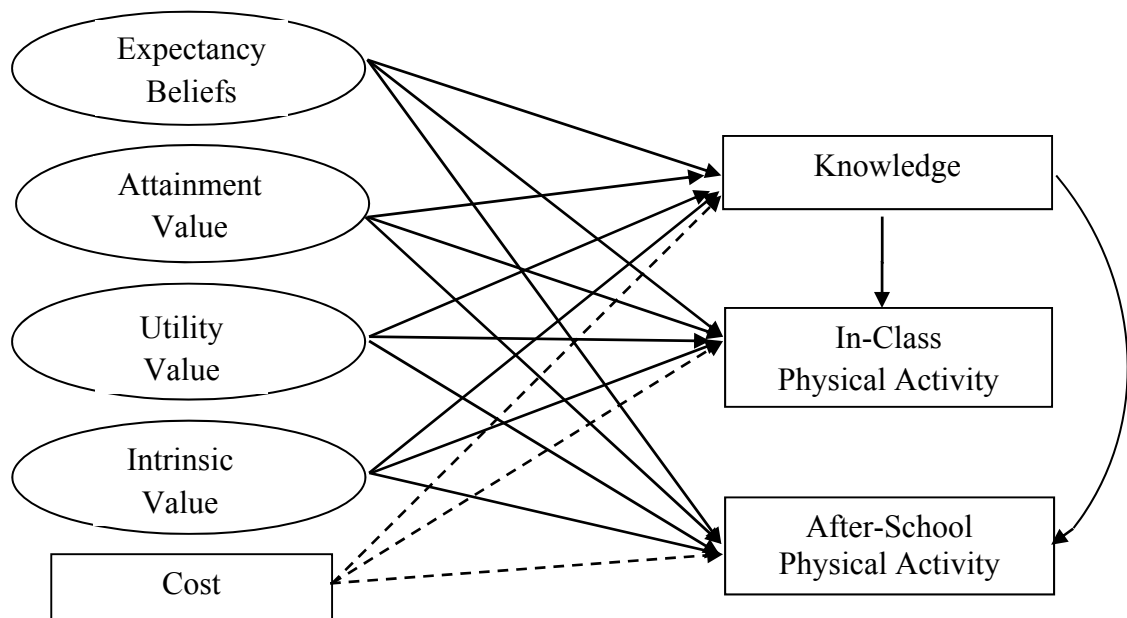 Expectancy
Beliefs
Attainment
Value
Utility
Value
Intrinsic
Value
Cost
Knowledge
In-Class
Physical Activity
After-School
Physical Activity